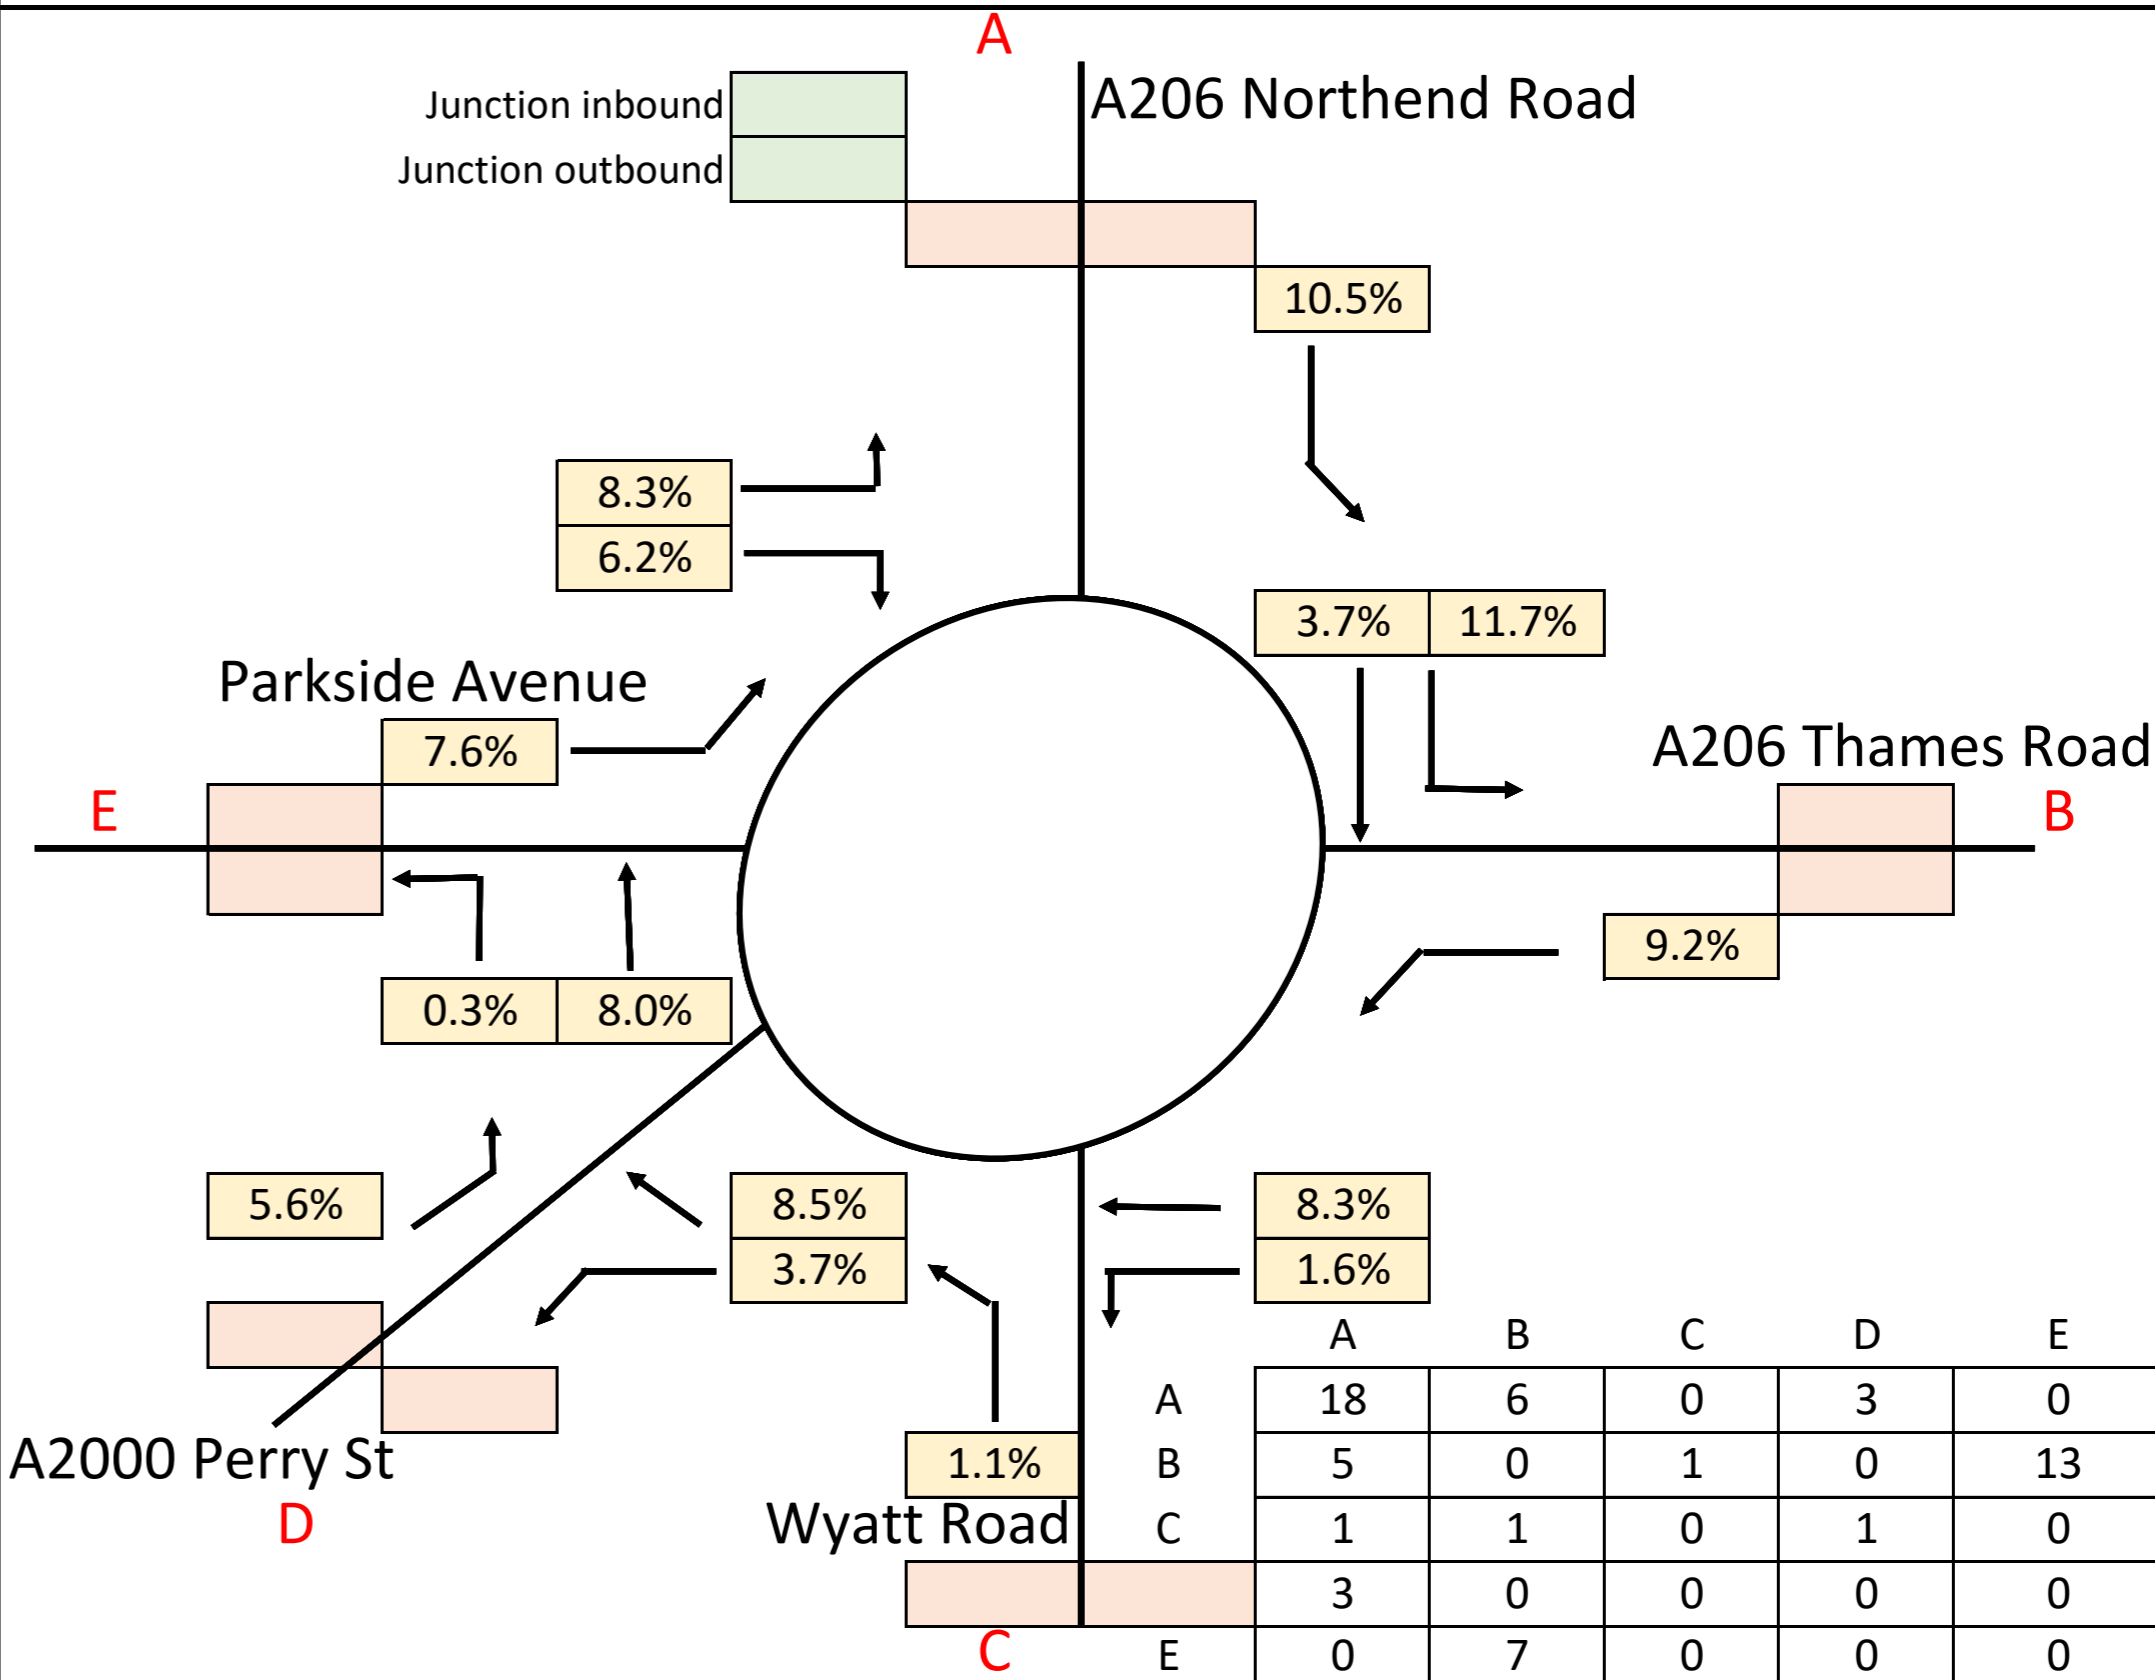 A
Junction inbound
A206 Northend Road
Junction outbound
10.5%
8.3%
6.2%
3.7% 11.7%
Parkside Avenue
7.6%
A206 Thames Road
E
B
9.2%
0.3% 8.0%
5.6%
8.5%
8.3%
3.7%
1.6%
A B C D E
A 18 6 0 3 0
A2000 Perry St
1.1%
B 5 0 1 0 13
D
Wyatt Road
C 1 1 0 1 0
3 0 0 0 0
C
E 0 7 0 0 0